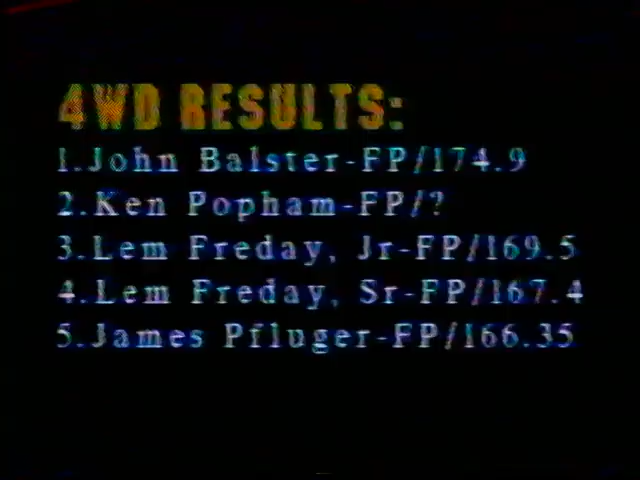 4WD RESULTS:
1.John Balster-FP/174.9
2.Ken Popham-FP/?
3.Lem Freday, Jr-FP/169.5
4.Lem Freday, Sr-FP/167.4
5.James Pfluger-FP/166.35